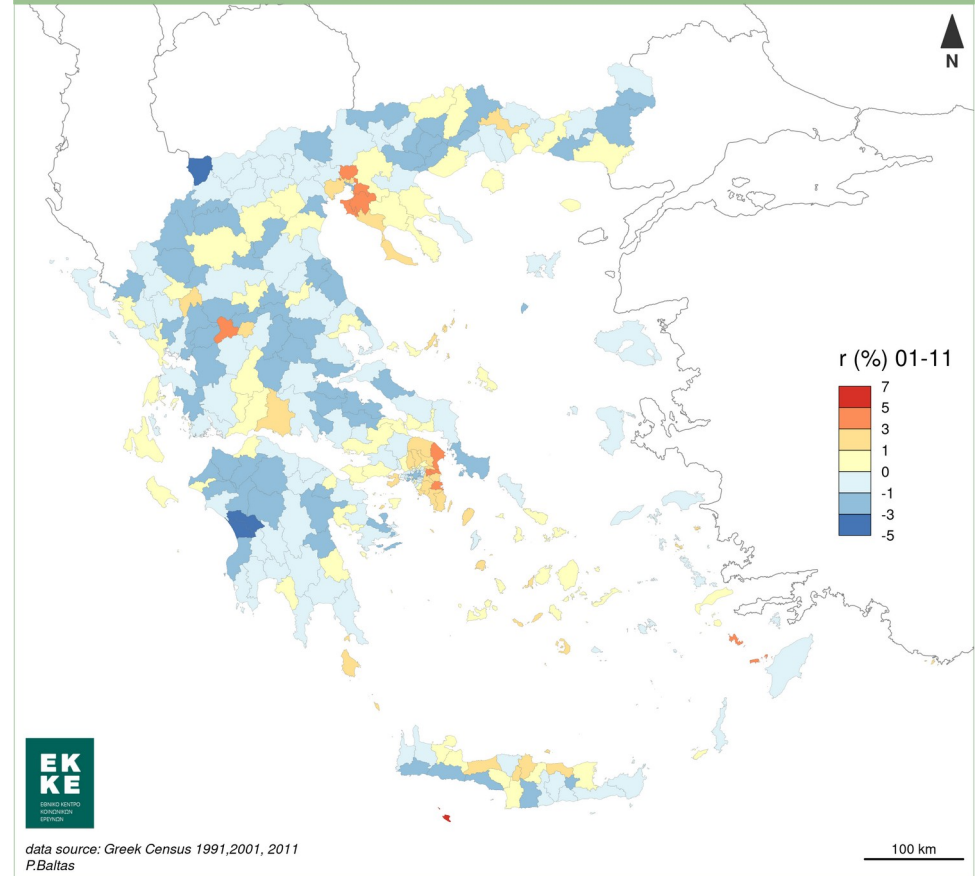 N
r (%) 01-11
7
5
3
1
0
-1
-3
-5
EK
KE
ΕΘΝΙΚΟ ΚΕΝΤΡΟ
ΚΟΙΝΩΝΙΚΩΝ
ΕΡΕΥΝΩΝ
data source: Greek Census 1991,2001, 2011
P.Baltas
100 km